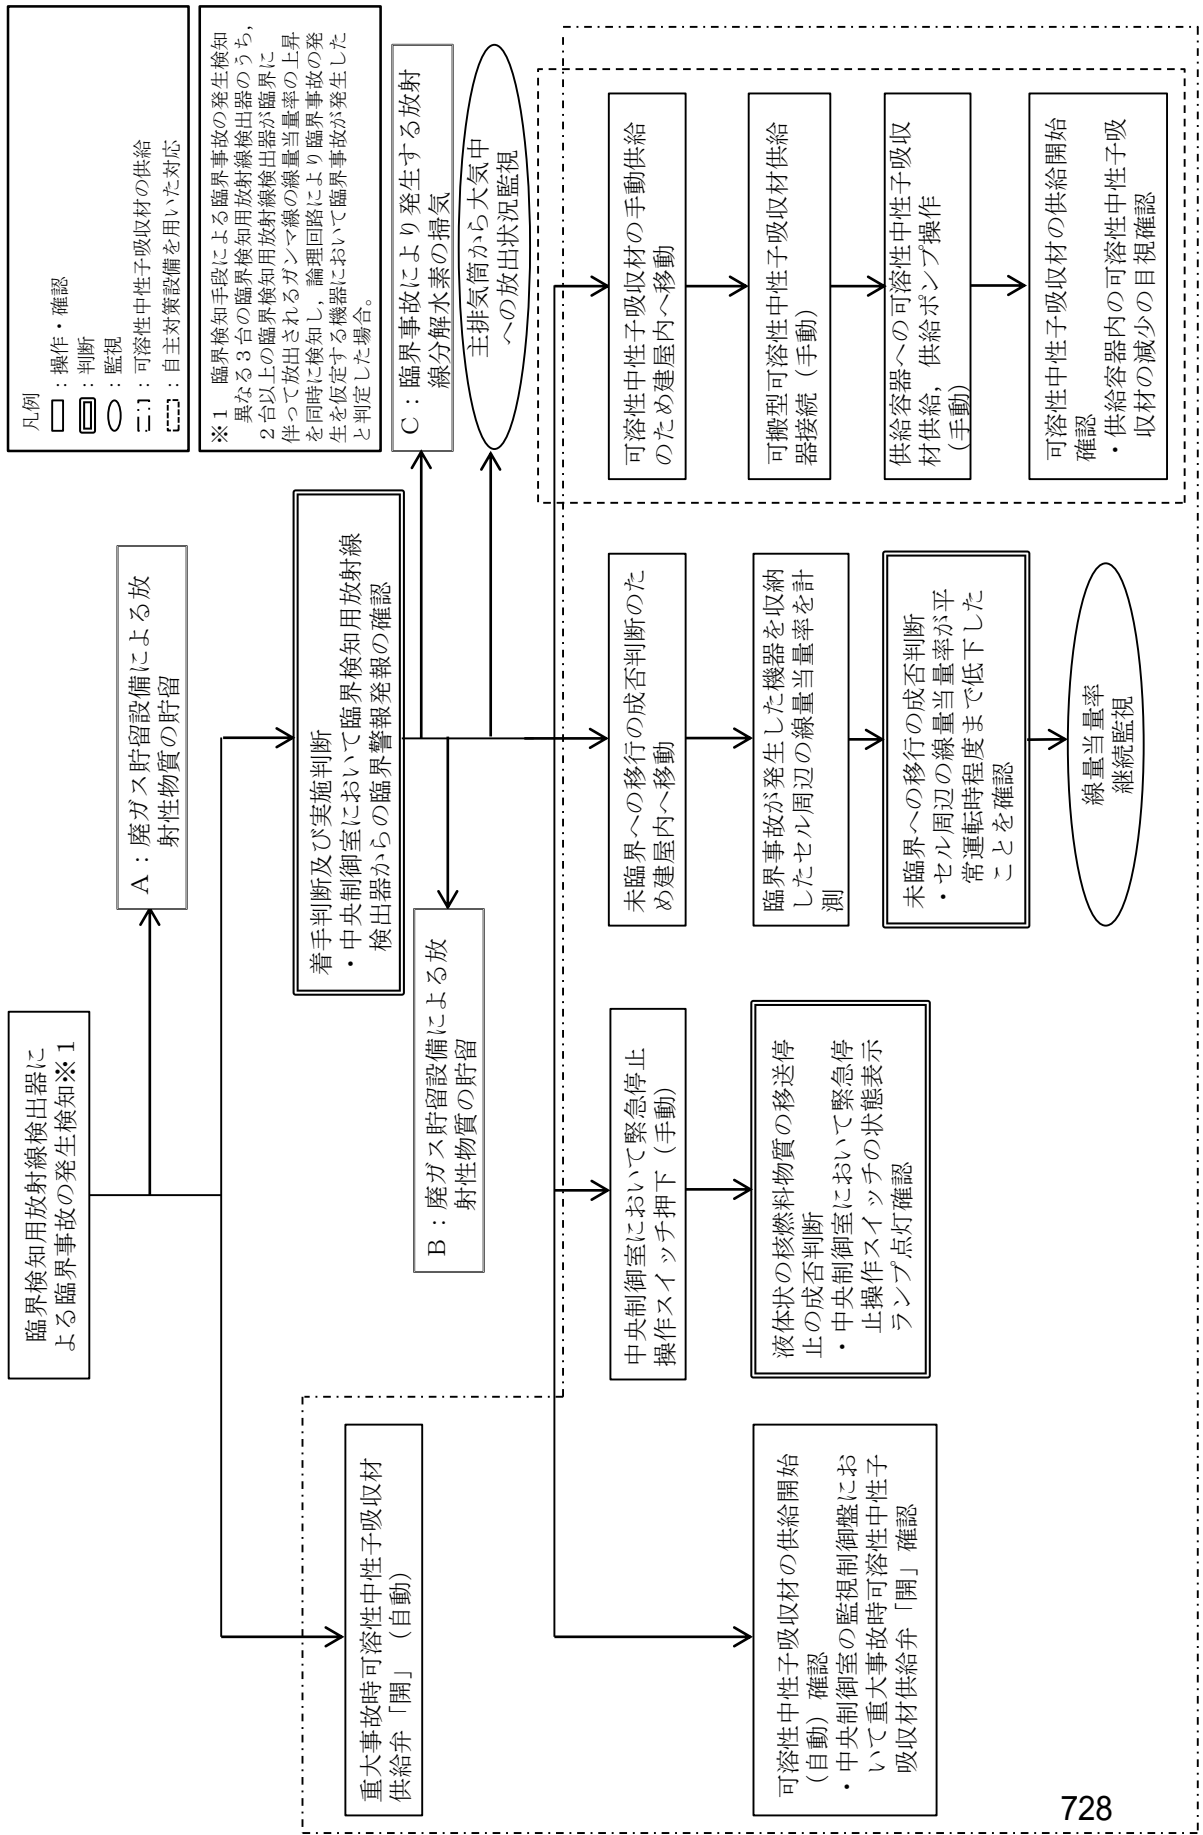 臨界検知用放射線検出器に
よる臨界事故の発生検知※１
Ａ：廃ガス貯留設備による放
射性物質の貯留
凡例
：操作・確認
：判断
：監視
：可溶性中性子吸収材の供給
：自主対策設備を用いた対応
※１　臨界検知手段による臨界事故の発生検知
異なる３台の臨界検知用放射線検出器のうち，
２台以上の臨界検知用放射線検出器が臨界に
伴って放出されるガンマ線の線量当量率の上昇
を同時に検知し，論理回路により臨界事故の発
生を仮定する機器において臨界事故が発生した
と判定した場合。
着手判断及び実施判断
・中央制御室において臨界検知用放射線
検出器からの臨界警報発報の確認
Ｃ：臨界事故により発生する放射
線分解水素の掃気
主排気筒から大気中
への放出状況監視
Ｂ：廃ガス貯留設備による放
射性物質の貯留
重大事故時可溶性中性子吸収材
供給弁「開」（自動）
可溶性中性子吸収材の供給開始
（自動）確認
・中央制御室の監視制御盤にお
いて重大事故時可溶性中性子
吸収材供給弁「開」確認
中央制御室において緊急停止
操作スイッチ押下（手動）
液体状の核燃料物質の移送停
止の成否判断
・中央制御室において緊急停
止操作スイッチの状態表示
ランプ点灯確認
未臨界への移行の成否判断のた
め建屋内へ移動
臨界事故が発生した機器を収納
したセル周辺の線量当量率を計
測
未臨界への移行の成否判断
・セル周辺の線量当量率が平
常運転時程度まで低下した
ことを確認
線量当量率
継続監視
可溶性中性子吸収材の手動供給
のため建屋内へ移動
可搬型可溶性中性子吸収材供給
器接続（手動）
供給容器への可溶性中性子吸収
材供給，供給ポンプ操作
（手動）
可溶性中性子吸収材の供給開始
確認
・供給容器内の可溶性中性子吸
収材の減少の目視確認
728